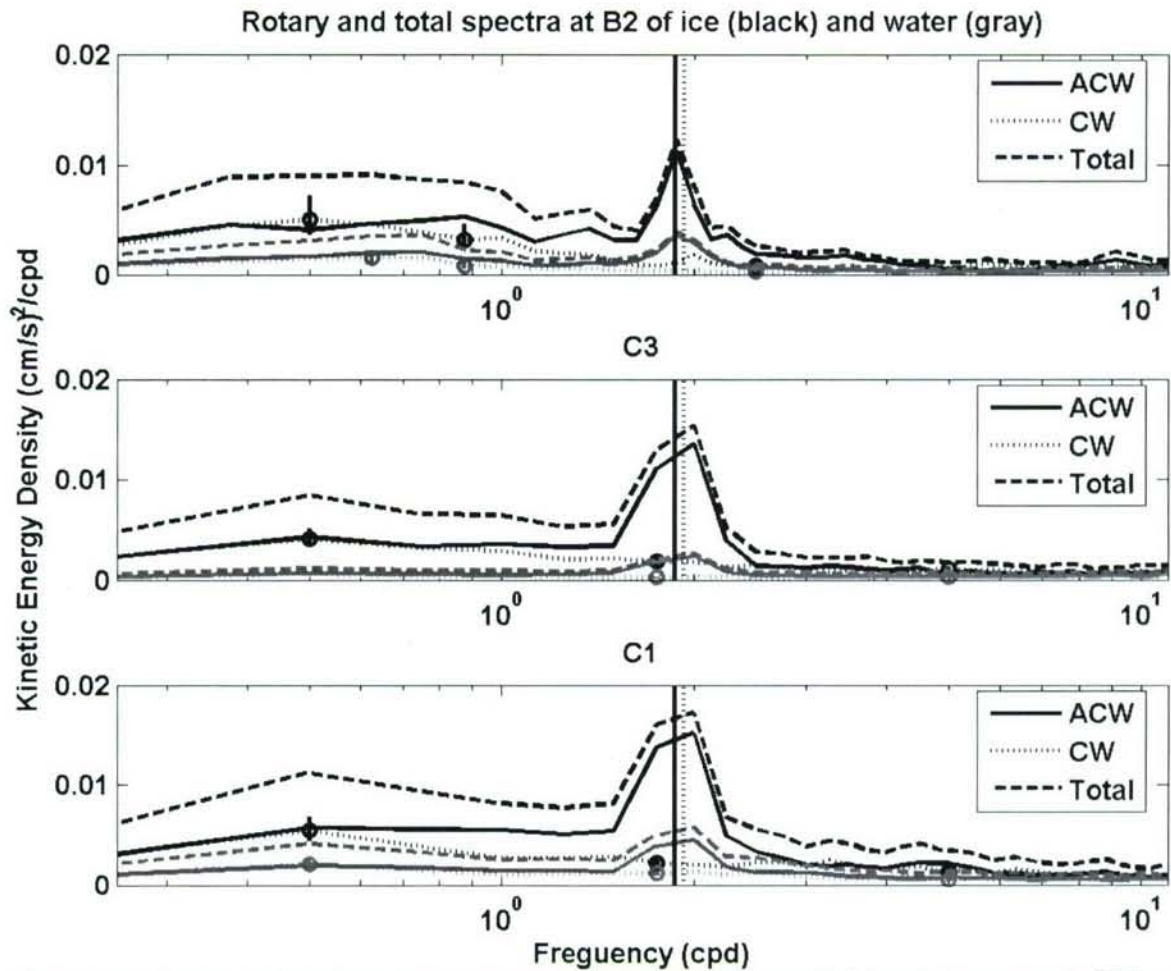 Rotary and total spectra at B2 of ice (black) and water (gray)
0.02
0.01
0
ACW
CW
Total
10^0
10^1
C3
0.02
0.01
0
ACW
CW
Total
10^0
10^1
C1
0.02
0.01
0
ACW
CW
Total
10^0
10^1
Kinetic Energy Density (cm/s)^2/cpd
Freguency (cpd)